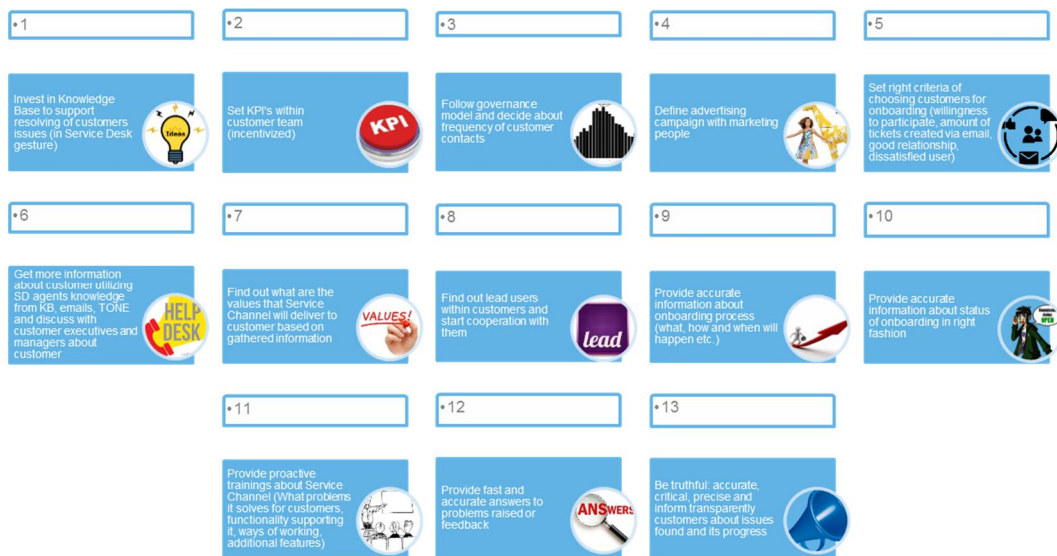 •1
•2
•3
•4
•5
Invest in Knowledge
Base to support
resolving of customers
issues (in Service Desk
gesture)
Ideas
Set KPI's within
customer team
(incentivized)
KPI
Follow governance
model and decide about
frequency of customer
contacts
Define advertising
campaign with marketing
people
Set right criteria of
choosing customers for
onboarding (willingness
to participate, amount of
tickets created via email,
good relationship,
dissatisfied user)
•6
•7
•8
•9
•10
Get more information
about customer utilizing
SD agents knowledge
from KB, emails, TONE
and discuss with
customer executives and
managers about
customer
HELP
DESK
Find out what are the
values that Service
Channel will deliver to
customer based on
gathered information
VALUES!
Find out lead users
within customers and
start cooperation with
them
lead
Provide accurate
information about
onboarding process
(what, how and when will
happen etc.)
Provide accurate
information about status
of onboarding in right
fashion
OPEN
•11
•12
•13
Provide proactive
trainings about Service
Channel (What problems
it solves for customers,
functionality supporting
it, ways of working,
additional features)
Provide fast and
accurate answers to
problems raised or
feedback
ANSWERS
Be truthful: accurate,
critical, precise and
inform transparently
customers about issues
found and its progress